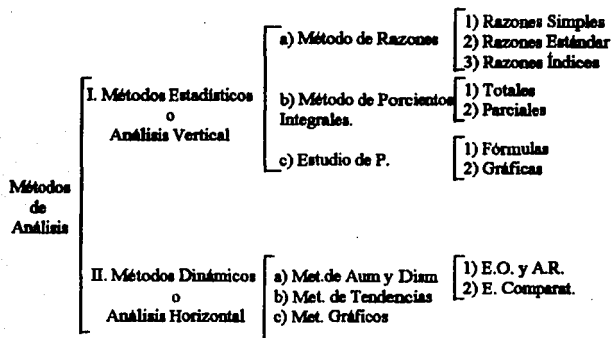 Métodos
de
Análisis
I. Métodos Estadísticos
o
Análisis Vertical
a) Método de Razones
1) Razones Simples
2) Razones Estándar
3) Razones Índices
b) Método de Porcientos
Integrales.
1) Totales
2) Parciales
c) Estudio de P.
1) Fórmulas
2) Gráficas
II. Métodos Dinámicos
o
Análisis Horizontal
a) Met.de Aum y Dism
b) Met. de Tendencias
c) Met. Gráficos
1) E.O. y A.R.
2) E. Comparat.